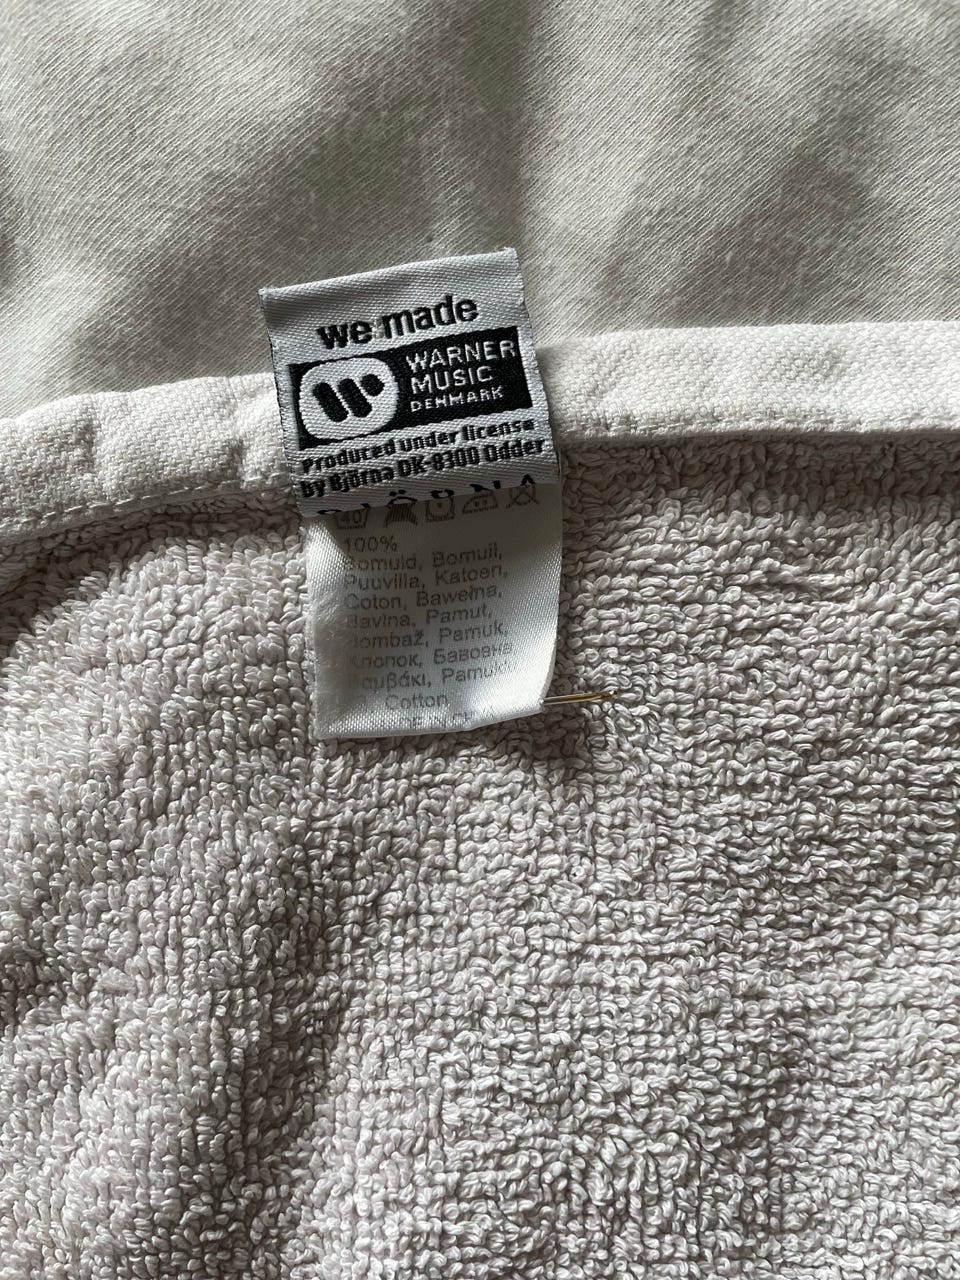 we made
WARNER
MUSIC
DENMARK
Produced under license
by Björna DK-8300 Odder
40
100%
Bomuld, Bomull,
Puuvilla, Katoen,
Coton, Bawełna,
Bavlna, Pamut,
Bombaž, Pamuk,
Хлопок, Бавовна
Βαμβάκι, Pamuk
Cotton